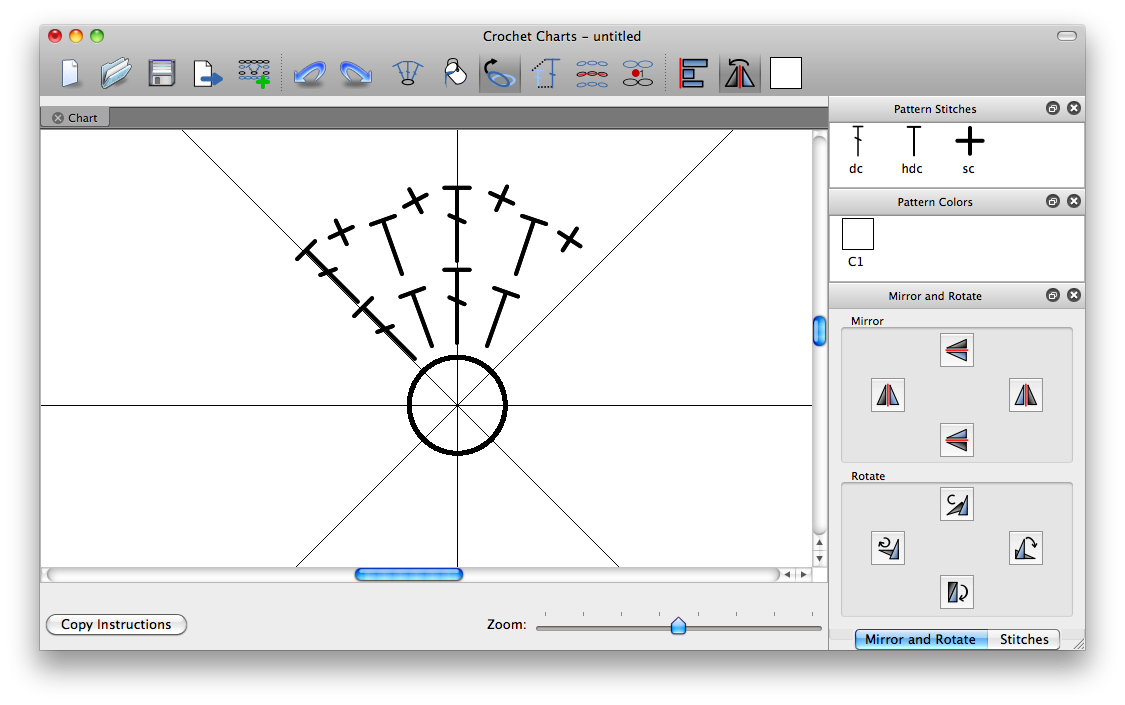 Crochet Charts - untitled
Chart
Pattern Stitches
dc hdc sc
Pattern Colors
C1
Mirror and Rotate
Mirror
Rotate
Copy Instructions
Zoom:
Mirror and Rotate Stitches